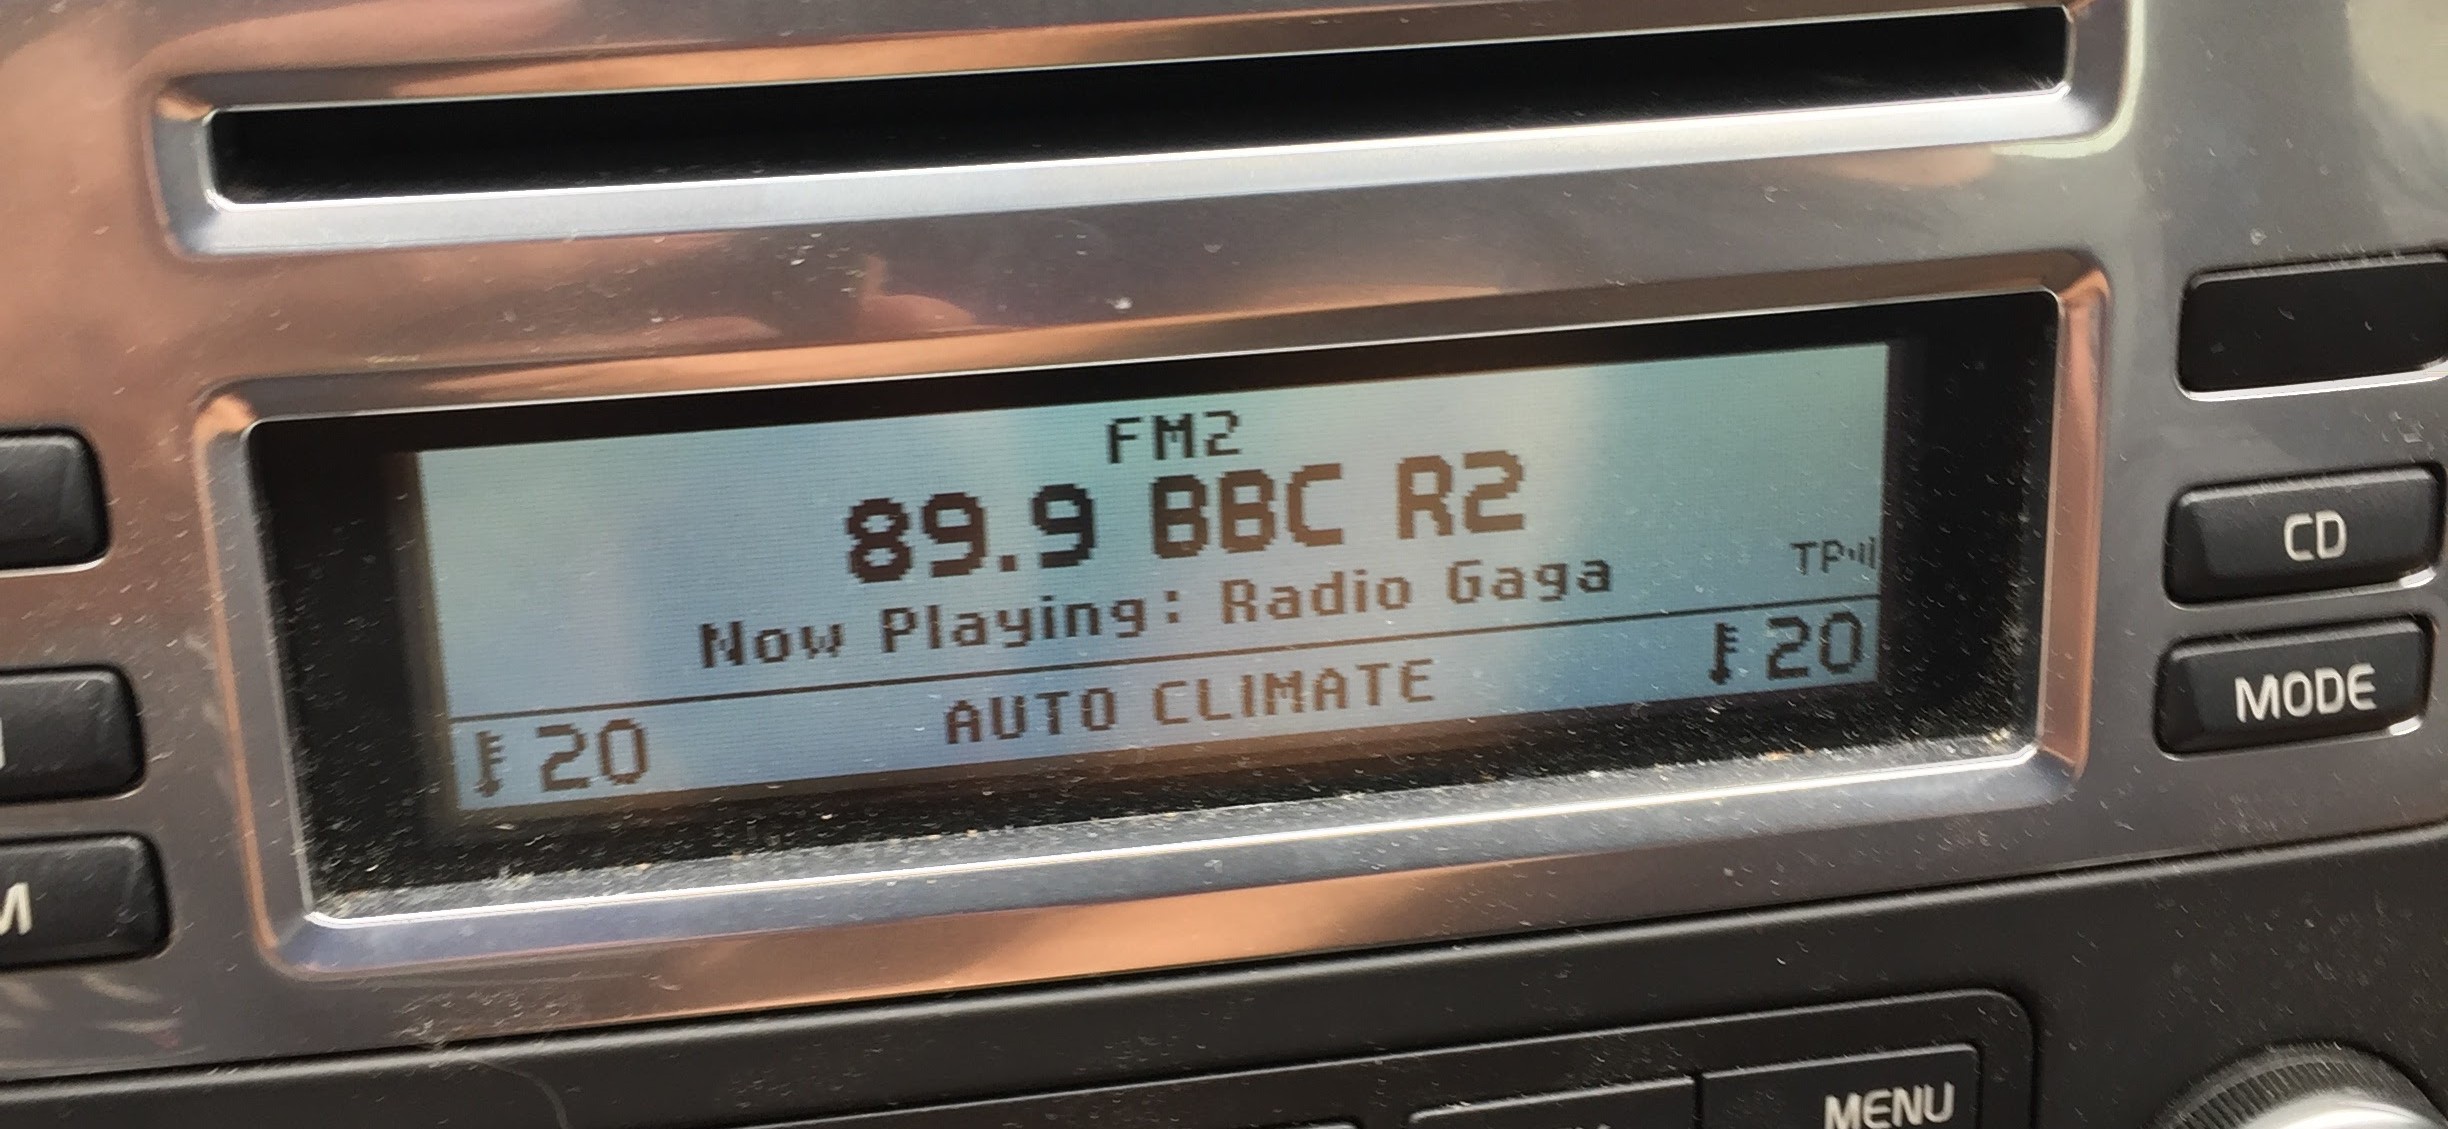 FM2
89.9 BBC R2
Now Playing: Radio Gaga
TP
20 AUTO CLIMATE 20
CD
MODE
M
MENU